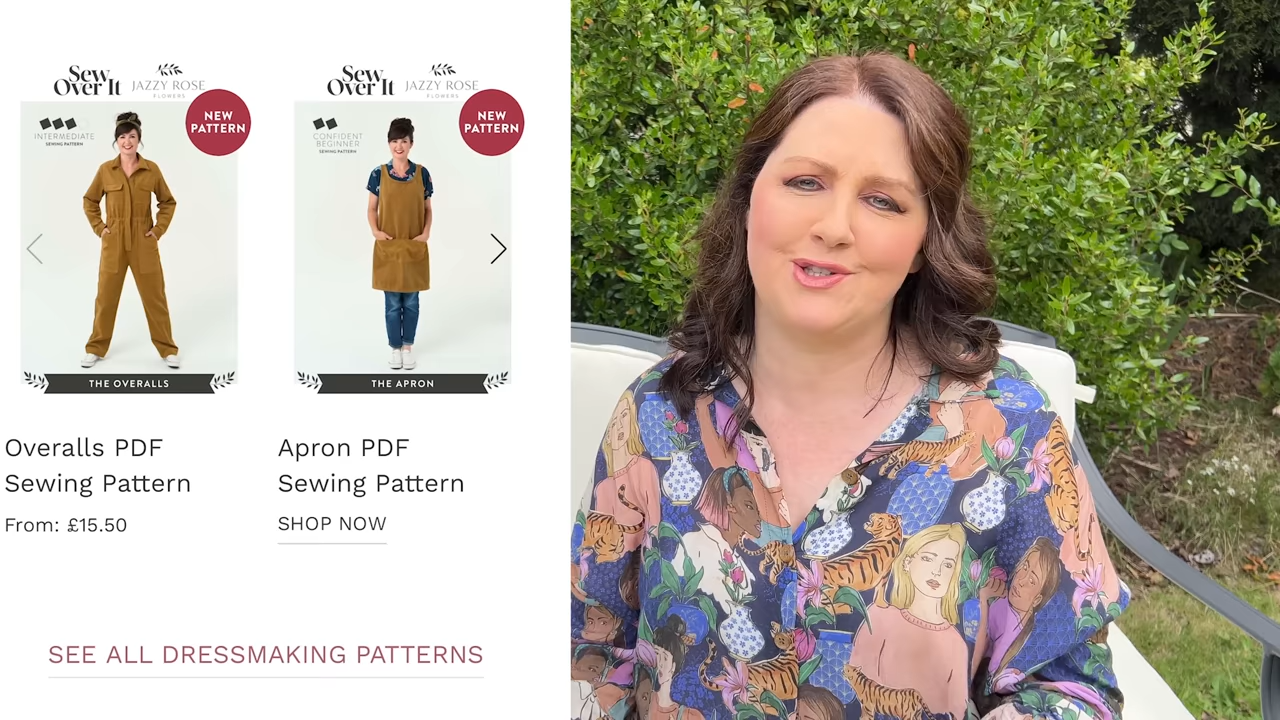 Sew
Over It
JAZZY ROSE
FLOWERS
NEW
PATTERN
INTERMEDIATE
SEWING PATTERN
THE OVERALLS
Overalls PDF
Sewing Pattern
From: £15.50
Sew
Over It
JAZZY ROSE
FLOWERS
NEW
PATTERN
CONFIDENT
BEGINNER
SEWING PATTERN
THE APRON
Apron PDF
Sewing Pattern
SHOP NOW
SEE ALL DRESSMAKING PATTERNS